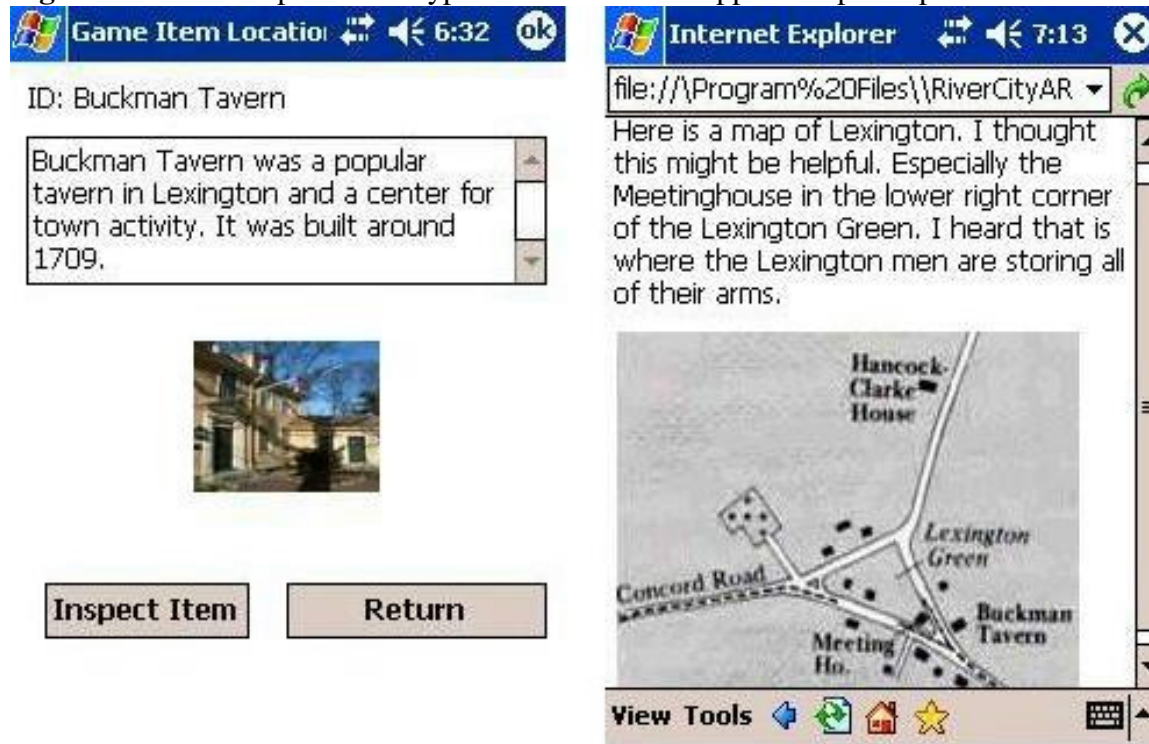 Game Item Locatio 6:32 ok
ID: Buckman Tavern
Buckman Tavern was a popular
tavern in Lexington and a center for
town activity. It was built around
1709.
Inspect Item Return
Internet Explorer 7:13
file://\Program%20Files\\RiverCityAR
Here is a map of Lexington. I thought
this might be helpful. Especially the
Meetinghouse in the lower right corner
of the Lexington Green. I heard that is
where the Lexington men are storing all
of their arms.
Hancock-
Clarke
House
Lexington
Green
Concord Road
Buckman
Tavern
Meeting
Ho.
View Tools